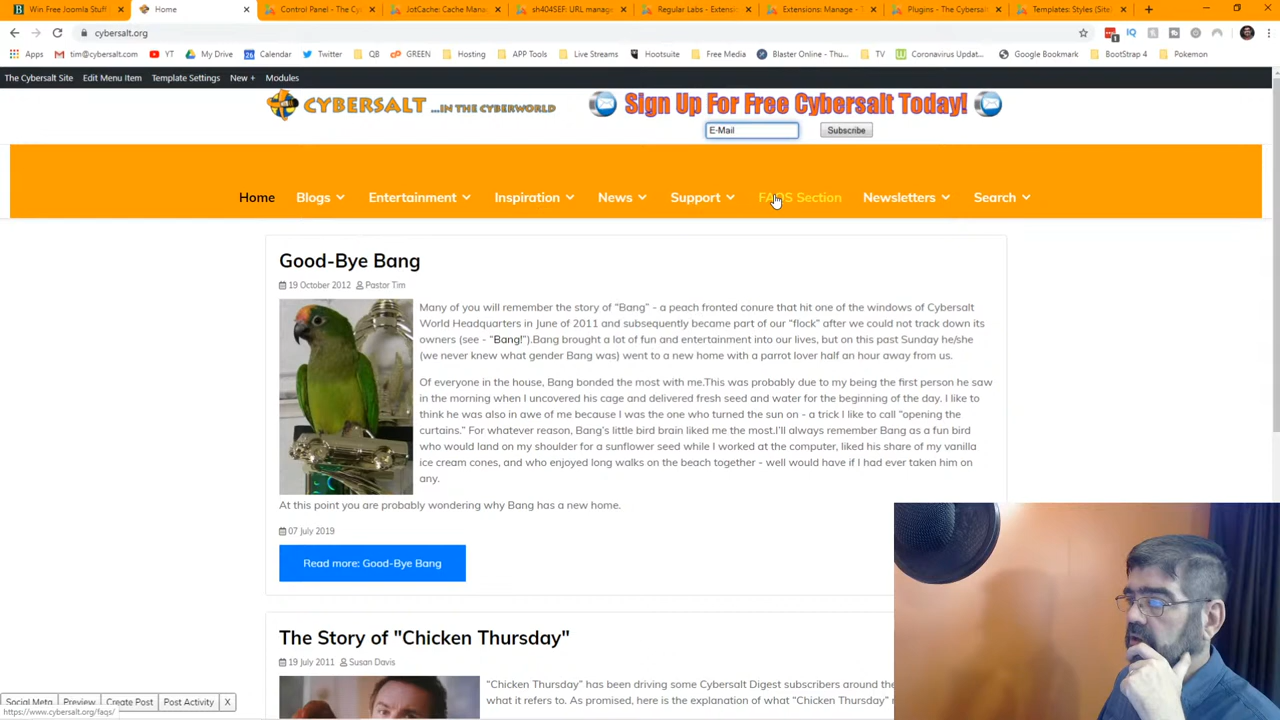 Win Free Joomla Stuff
Home
Control Panel - The Cy
JotCache: Cache Mana
sh404SEF: URL manage
Regular Labs - Extensi
Extensions: Manage - T
Plugins - The Cybersal
Templates: Styles (Site
cybersalt.org
Apps
tim@cybersalt.com
YT
My Drive
Calendar
Twitter
QB
GREEN
Hosting
APP Tools
Live Streams
Hootsuite
Free Media
Blaster Online - Thu...
TV
Coronavirus Updat...
Google Bookmark
BootStrap 4
Pokemon
The Cybersalt Site Edit Menu Item Template Settings New + Modules
CYBERSALT ...IN THE CYBERWORLD
Sign Up For Free Cybersalt Today!
E-Mail
Subscribe
Home Blogs Entertainment Inspiration News Support FAQS Section Newsletters Search
Good-Bye Bang
19 October 2012 Pastor Tim
Many of you will remember the story of "Bang" - a peach fronted conure that hit one of the windows of Cybersalt
World Headquarters in June of 2011 and subsequently became part of our "flock" after we could not track down its
owners (see - "Bang!").Bang brought a lot of fun and entertainment into our lives, but on this past Sunday he/she
(we never knew what gender Bang was) went to a new home with a parrot lover half an hour away from us.
Of everyone in the house, Bang bonded the most with me.This was probably due to my being the first person he saw
in the morning when I uncovered his cage and delivered fresh seed and water for the beginning of the day. I like to
think he was also in awe of me because I was the one who turned the sun on - a trick I like to call "opening the
curtains." For whatever reason, Bang's little bird brain liked me the most.I'll always remember Bang as a fun bird
who would land on my shoulder for a sunflower seed while I worked at the computer, liked his share of my vanilla
ice cream cones, and who enjoyed long walks on the beach together - well would have if I had ever taken him on
any.
At this point you are probably wondering why Bang has a new home.
07 July 2019
Read more: Good-Bye Bang
The Story of "Chicken Thursday"
19 July 2011 Susan Davis
"Chicken Thursday" has been driving some Cybersalt Digest subscribers around the
what it refers to. As promised, here is the explanation of what "Chicken Thursday"
Social Meta Preview Create Post Post Activity X
https://www.cybersalt.org/faqs/